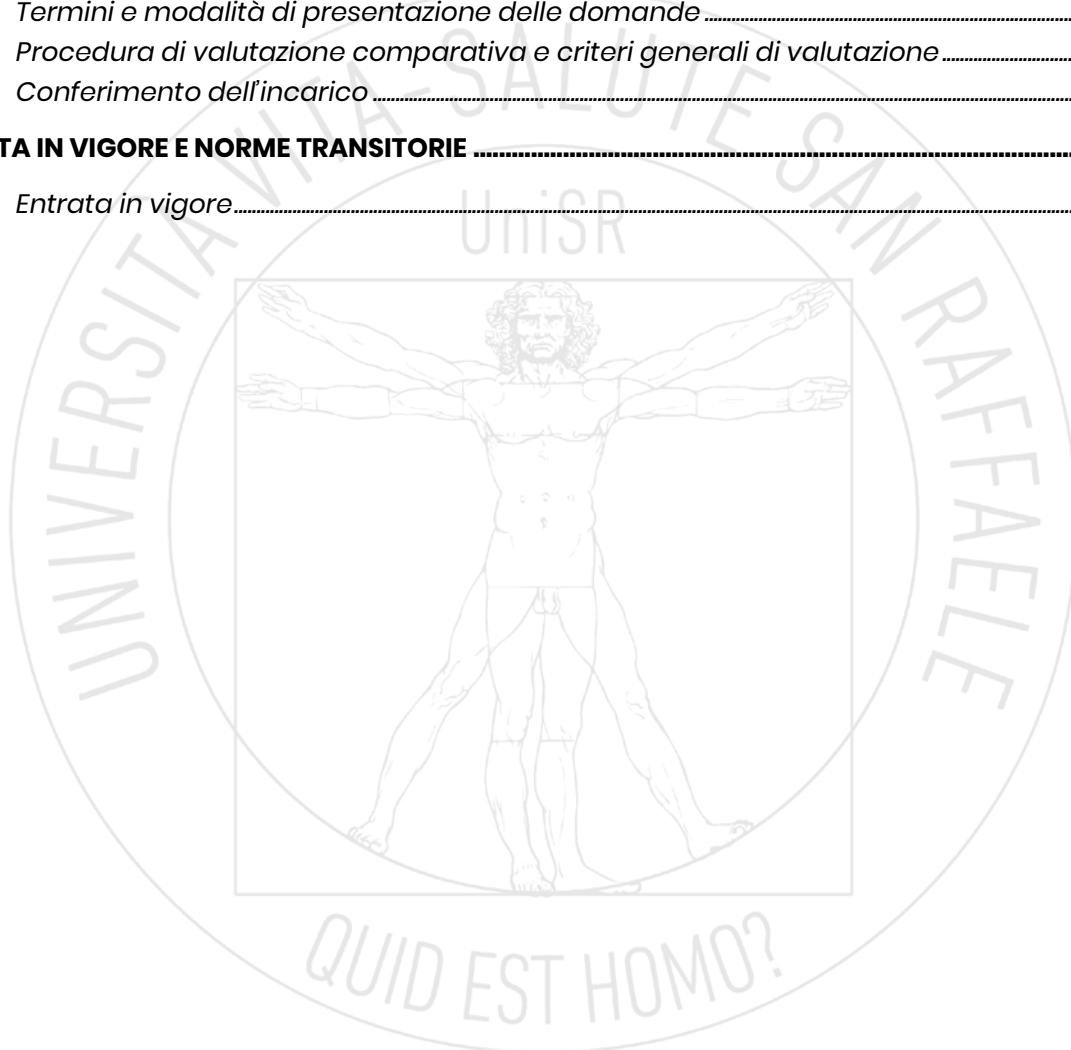 Termini e modalità di presentazione delle domande
Procedura di valutazione comparativa e criteri generali di valutazione
Conferimento dell'incarico
TA IN VIGORE E NORME TRANSITORIE
Entrata in vigore
UNIVERSITÀ VITA-SALUTE SAN RAFFAELE
UniSR
QUID EST HOMO?